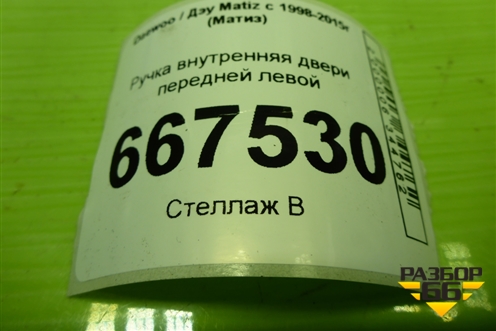 Daewoo / Дэу Matiz с 1998-2015г
(Матиз)
Ручка внутренняя двери
передней левой
667530
Стеллаж В
РАЗБОР
66